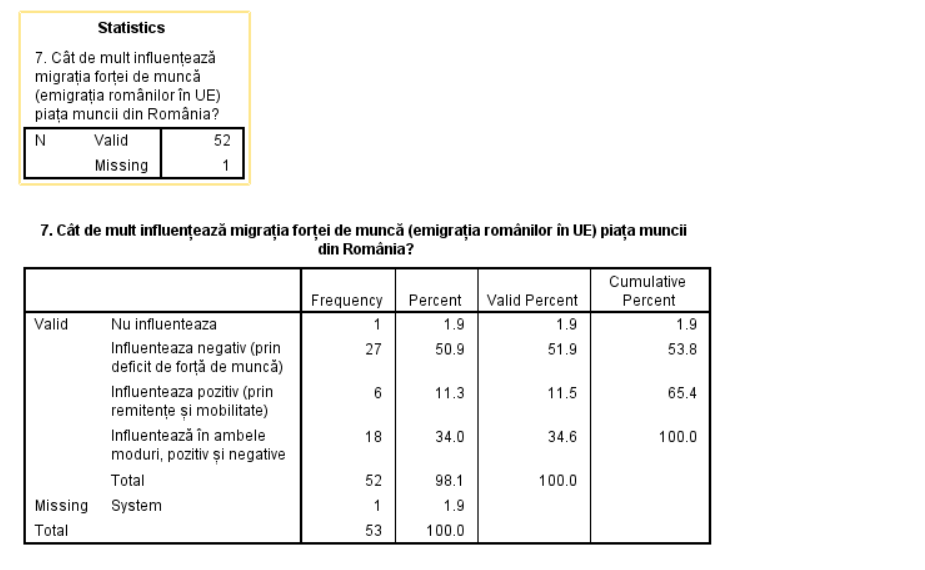 Statistics
7. Cât de mult influențează
migrația forței de muncă
(emigrația românilor în UE)
piața muncii din România?
N Valid 52
Missing 1
7. Cât de mult influențează migrația forței de muncă (emigrația românilor în UE) piața muncii
din România?
Frequency Percent Valid Percent Cumulative Percent
Valid Nu influenteaza 1 1.9 1.9 1.9
Influenteaza negativ (prin deficit de forță de muncă) 27 50.9 51.9 53.8
Influenteaza pozitiv (prin remitențe și mobilitate) 6 11.3 11.5 65.4
Influentează în ambele moduri, pozitiv și negative 18 34.0 34.6 100.0
Total 52 98.1 100.0
Missing System 1 1.9
Total 53 100.0